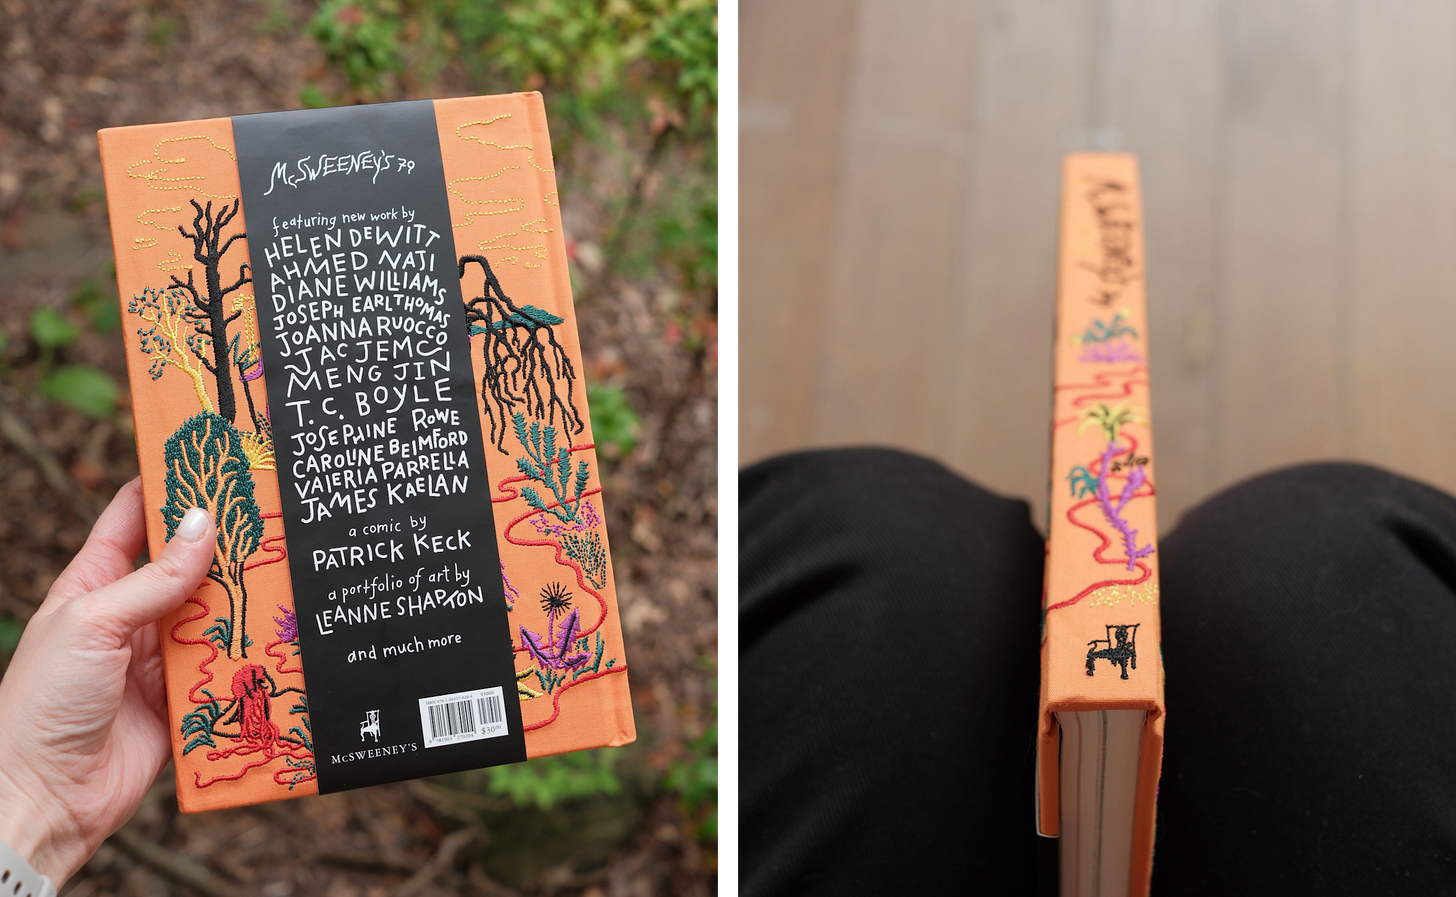 McSWEENEY'S 79
featuring new work by
HELEN DEWITT
AHMED NAJI
DIANE WILLIAMS
JOSEPH EARL THOMAS
JOANNA RUOCCO
JAC JEMC
MENG JIN
T.C. BOYLE
JOSEPHINE ROWE
CAROLINE BEIMFORD
VALERIA PARRELLA
JAMES KAELAN
a comic by
PATRICK KECK
a portfolio of art by
LEANNE SHAPTON
and much more
McSWEENEY'S
$30⁰⁰